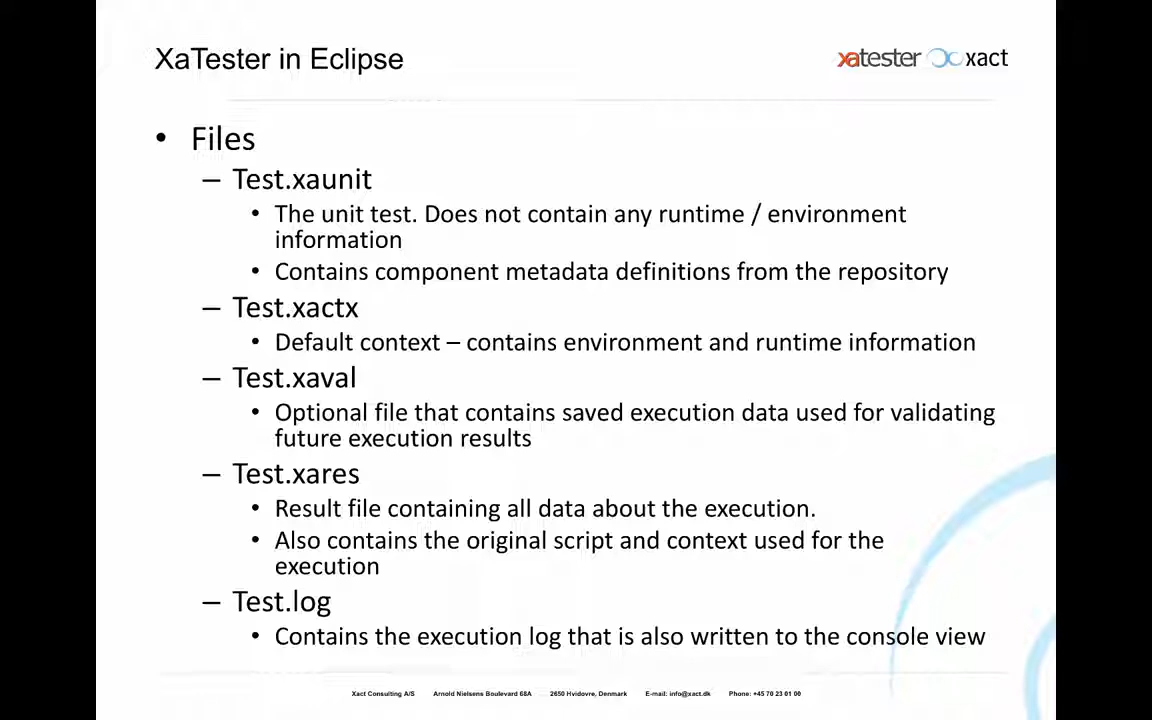 XaTester in Eclipse
xatester xact
• Files
– Test.xaunit
• The unit test. Does not contain any runtime / environment
information
• Contains component metadata definitions from the repository
– Test.xactx
• Default context – contains environment and runtime information
– Test.xaval
• Optional file that contains saved execution data used for validating
future execution results
– Test.xares
• Result file containing all data about the execution.
• Also contains the original script and context used for the
execution
– Test.log
• Contains the execution log that is also written to the console view
Xact Consulting A/S Arnold Nielsens Boulevard 68A 2650 Hvidovre, Denmark E-mail: info@xact.dk Phone: +45 70 23 01 00